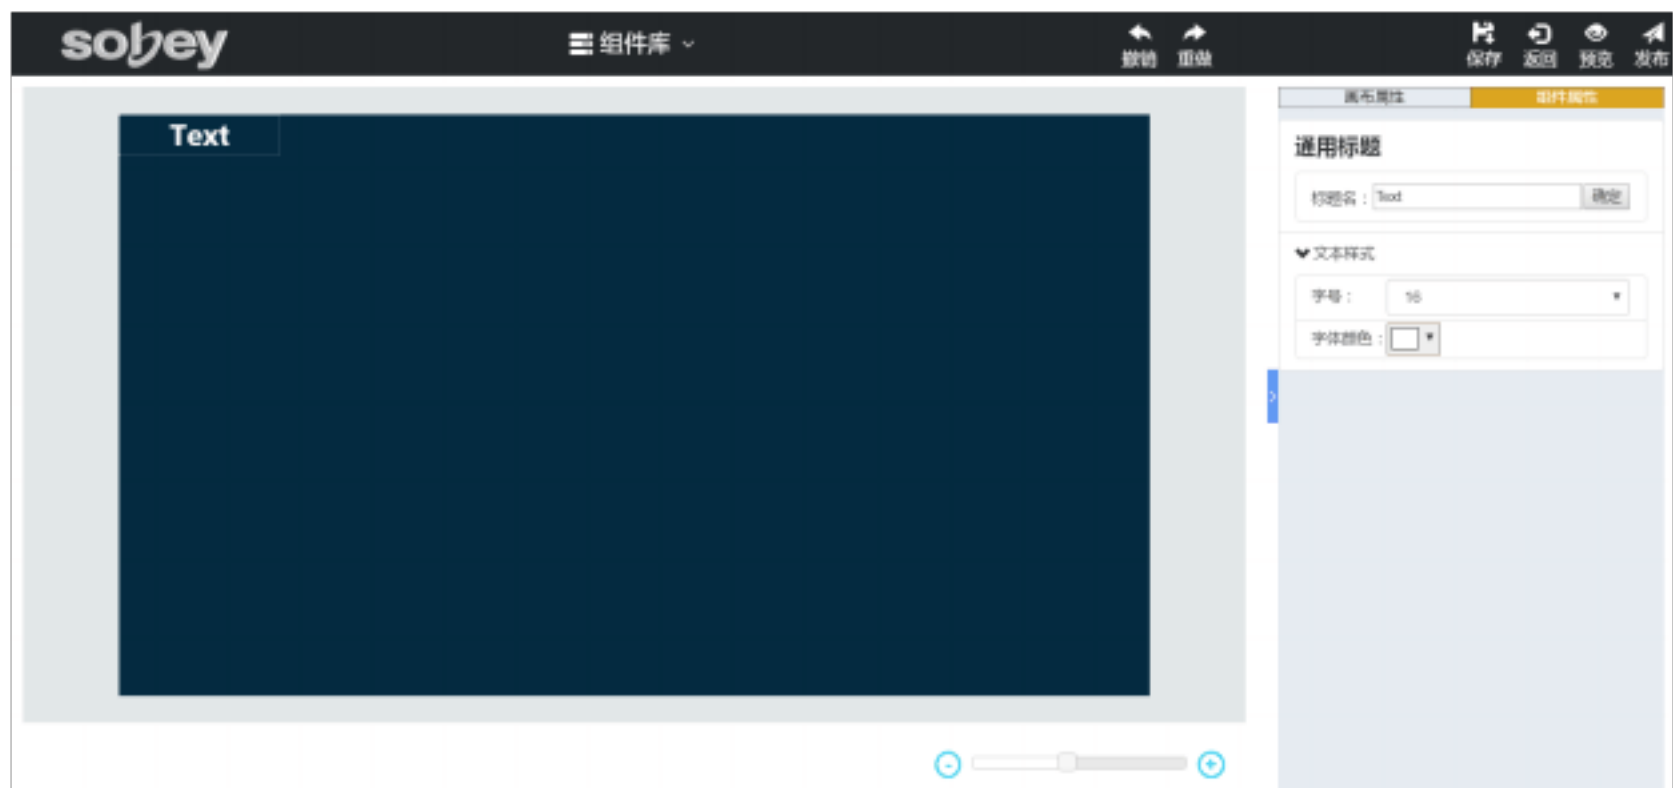 sobey
组件库
撤销 重做
保存 返回 预览 发布
画布属性 组件属性
Text
通用标题
标题名： Text 确定
文本样式
字号： 16
字体颜色：